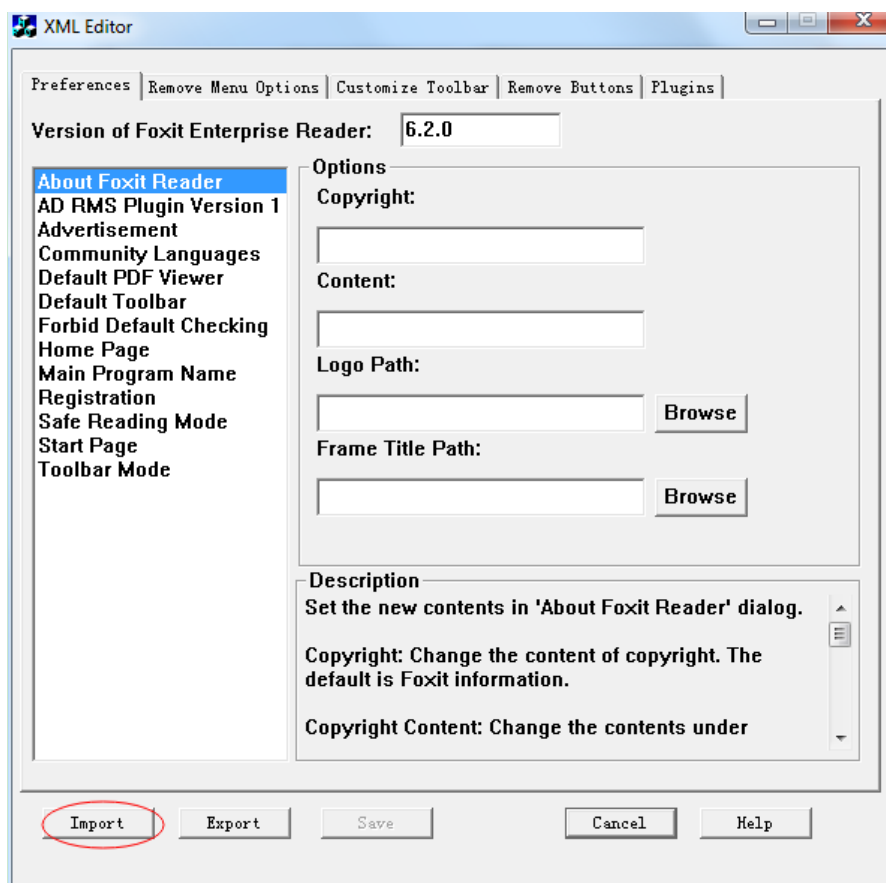 XML Editor
Preferences Remove Menu Options Customize Toolbar Remove Buttons Plugins
Version of Foxit Enterprise Reader: 6.2.0
About Foxit Reader
AD RMS Plugin Version 1
Advertisement
Community Languages
Default PDF Viewer
Default Toolbar
Forbid Default Checking
Home Page
Main Program Name
Registration
Safe Reading Mode
Start Page
Toolbar Mode
Options
Copyright:
Content:
Logo Path:
Browse
Frame Title Path:
Browse
Description
Set the new contents in 'About Foxit Reader' dialog.
Copyright: Change the content of copyright. The
default is Foxit information.
Copyright Content: Change the contents under
Import Export Save Cancel Help